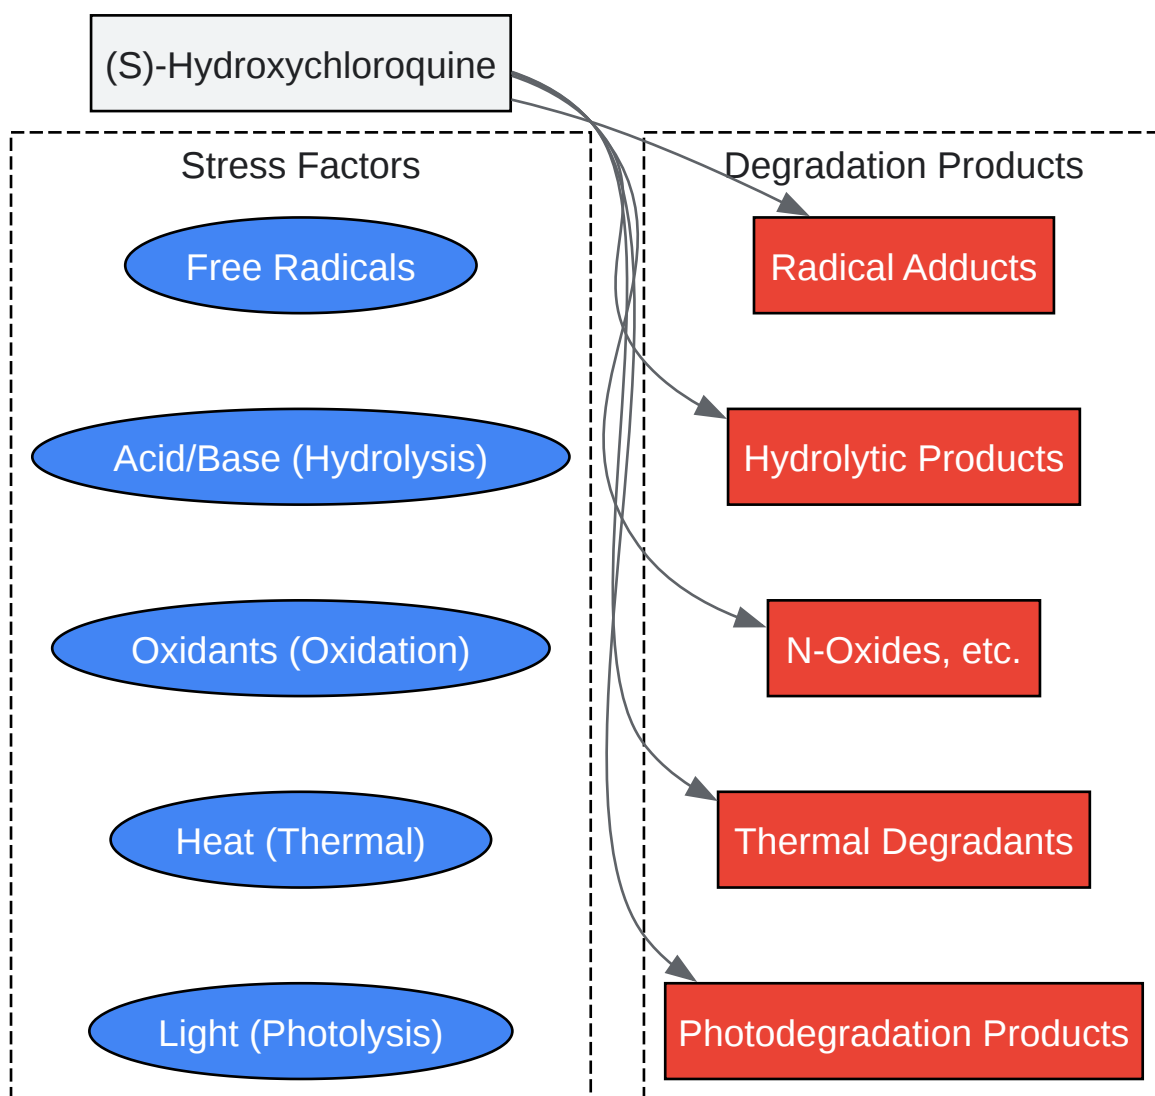 (S)-Hydroxychloroquine
Stress Factors
Free Radicals
Acid/Base (Hydrolysis)
Oxidants (Oxidation)
Heat (Thermal)
Light (Photolysis)
Degradation Products
Radical Adducts
Hydrolytic Products
N-Oxides, etc.
Thermal Degradants
Photodegradation Products